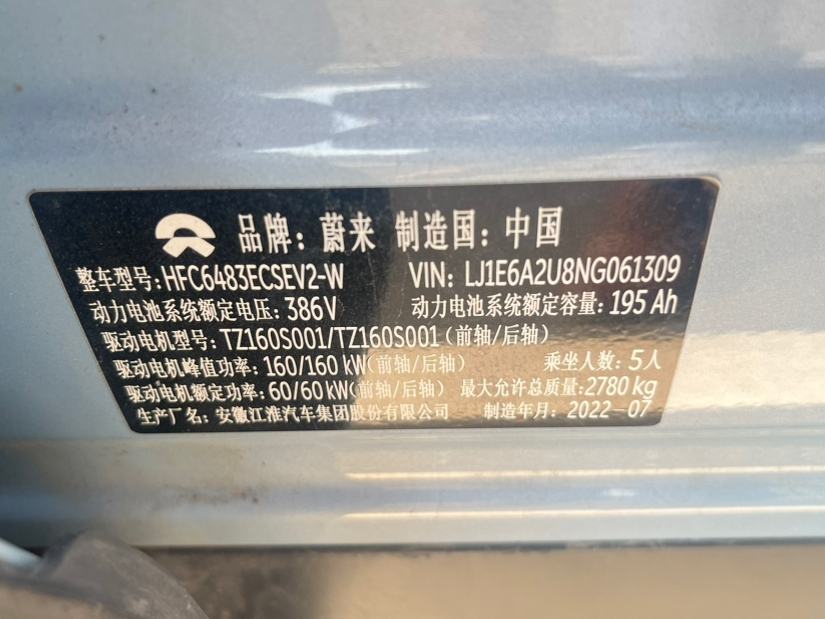 品牌：蔚来 制造国：中国
整车型号：HFC6483ECSEV2-W VIN：LJ1E6A2U8NG061309
动力电池系统额定电压：386V 动力电池系统额定容量：195 Ah
驱动电机型号：TZ160S001/TZ160S001（前轴/后轴）
驱动电机峰值功率：160/160 kW（前轴/后轴） 乘坐人数：5人
驱动电机额定功率：60/60 kW（前轴/后轴） 最大允许总质量：2780 kg
生产厂名：安徽江淮汽车集团股份有限公司 制造年月：2022-07